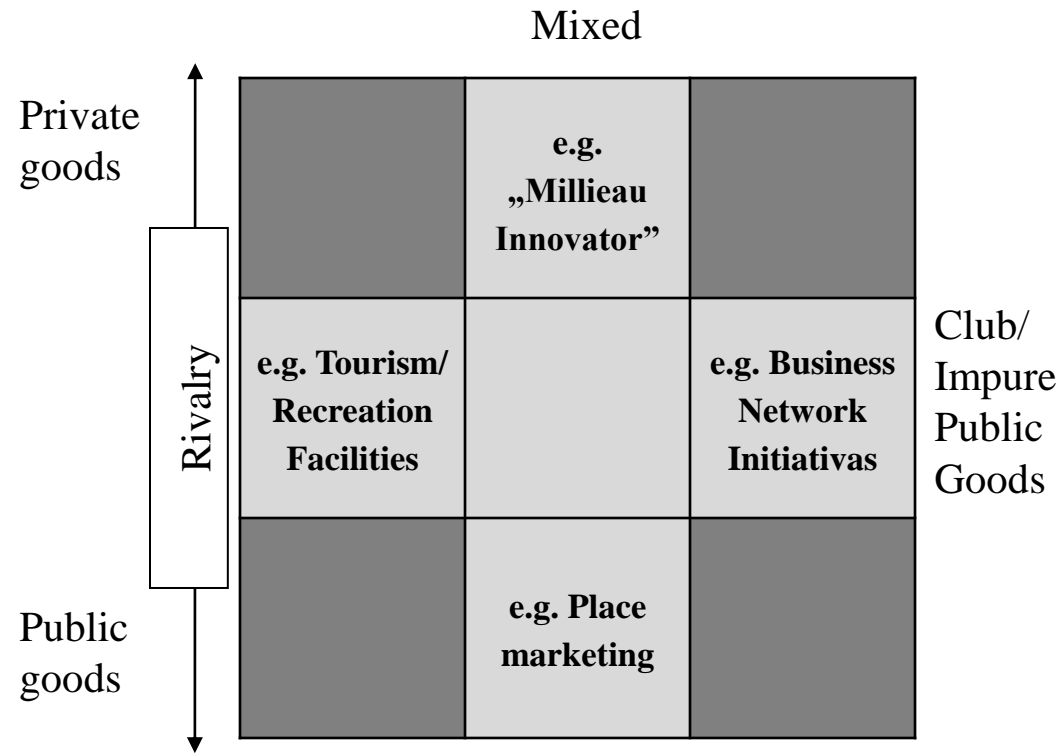 Mixed
Private
goods
e.g.
„Millieau
Innovator”
Rivalry
e.g. Tourism/
Recreation
Facilities
e.g. Business
Network
Initiativas
Club/
Impure
Public
Goods
Public
goods
e.g. Place
marketing